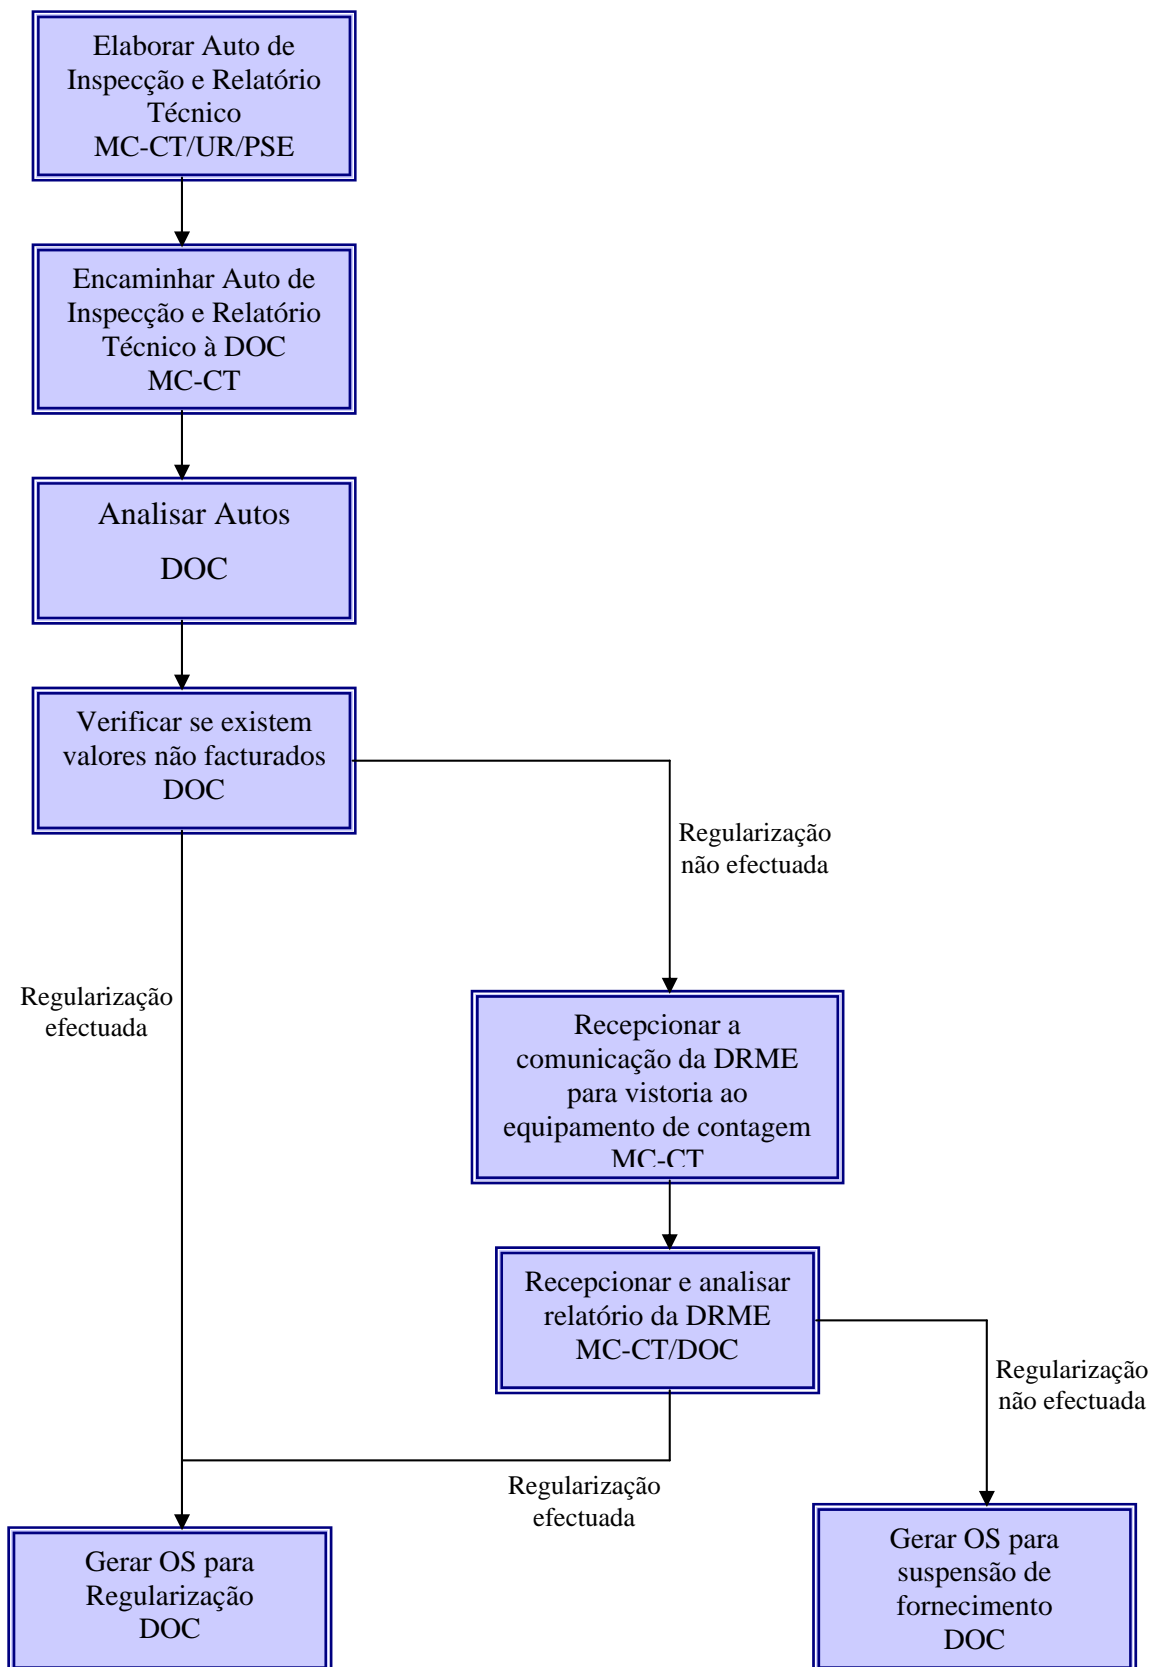 Elaborar Auto de
Inspecção e Relatório
Técnico
MC-CT/UR/PSE
Encaminhar Auto de
Inspecção e Relatório
Técnico à DOC
MC-CT
Analisar Autos
DOC
Verificar se existem
valores não facturados
DOC
Regularização
não efectuada
Regularização
efectuada
Recepcionar a
comunicação da DRME
para vistoria ao
equipamento de contagem
MC-CT
Recepcionar e analisar
relatório da DRME
MC-CT/DOC
Regularização
não efectuada
Regularização
efectuada
Gerar OS para
Regularização
DOC
Gerar OS para
suspensão de
fornecimento
DOC